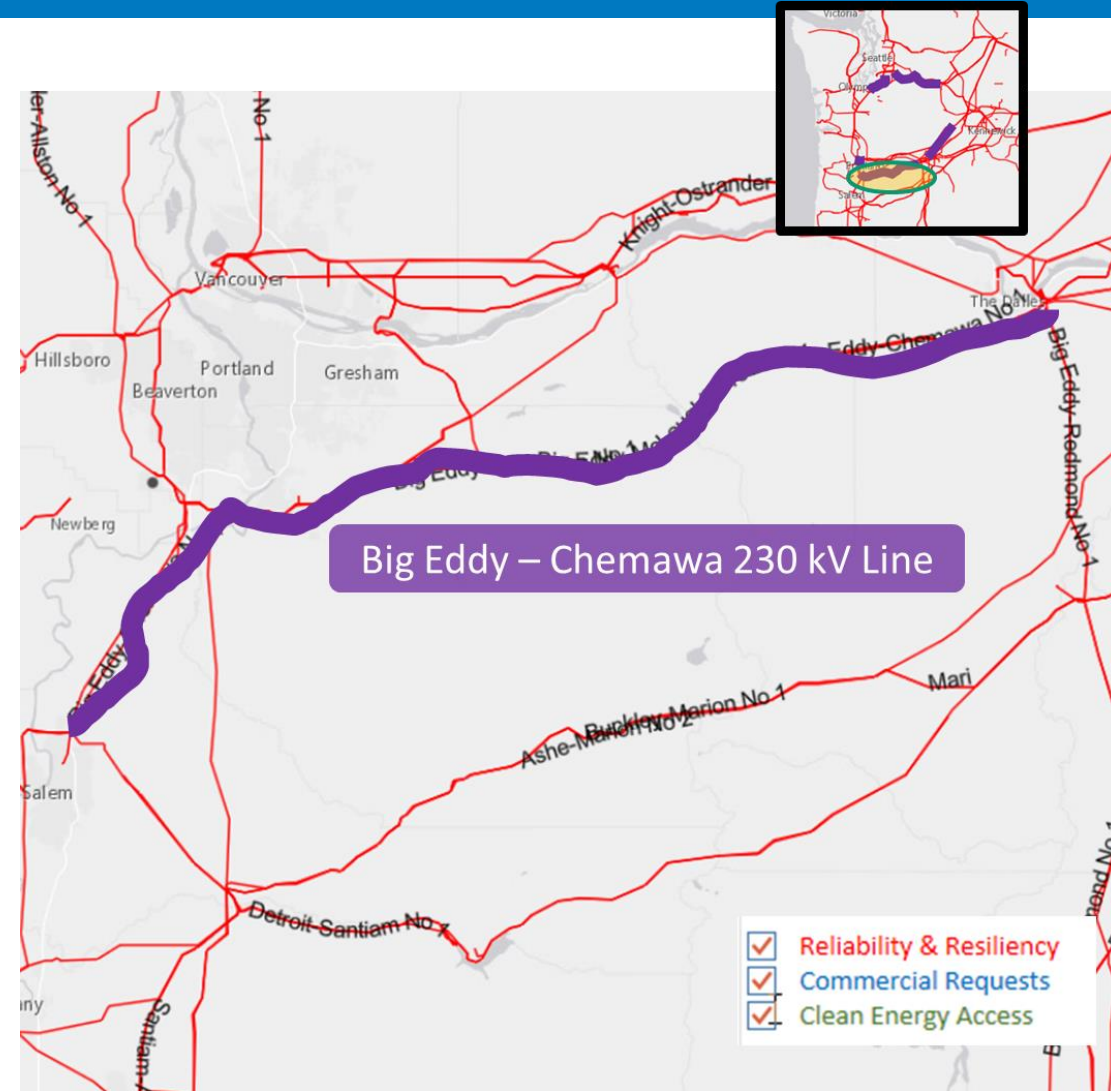 Victoria
Seattle
Kennewick
Salem
No 1
Knight-Ostrander
Vancouver
The Dalles
Hillsboro
Portland
Gresham
Beaverton
Eddy-Chemawa No 1
Big Eddy-Redmond No 1
Big Eddy
No 1
Newberg
Big Eddy – Chemawa 230 kV Line
Mari
Buckley-Marion No 1
Ashe-Marion No 2
Salem
Detroit-Santiam No 1
Reliability & Resiliency
Commercial Requests
Clean Energy Access